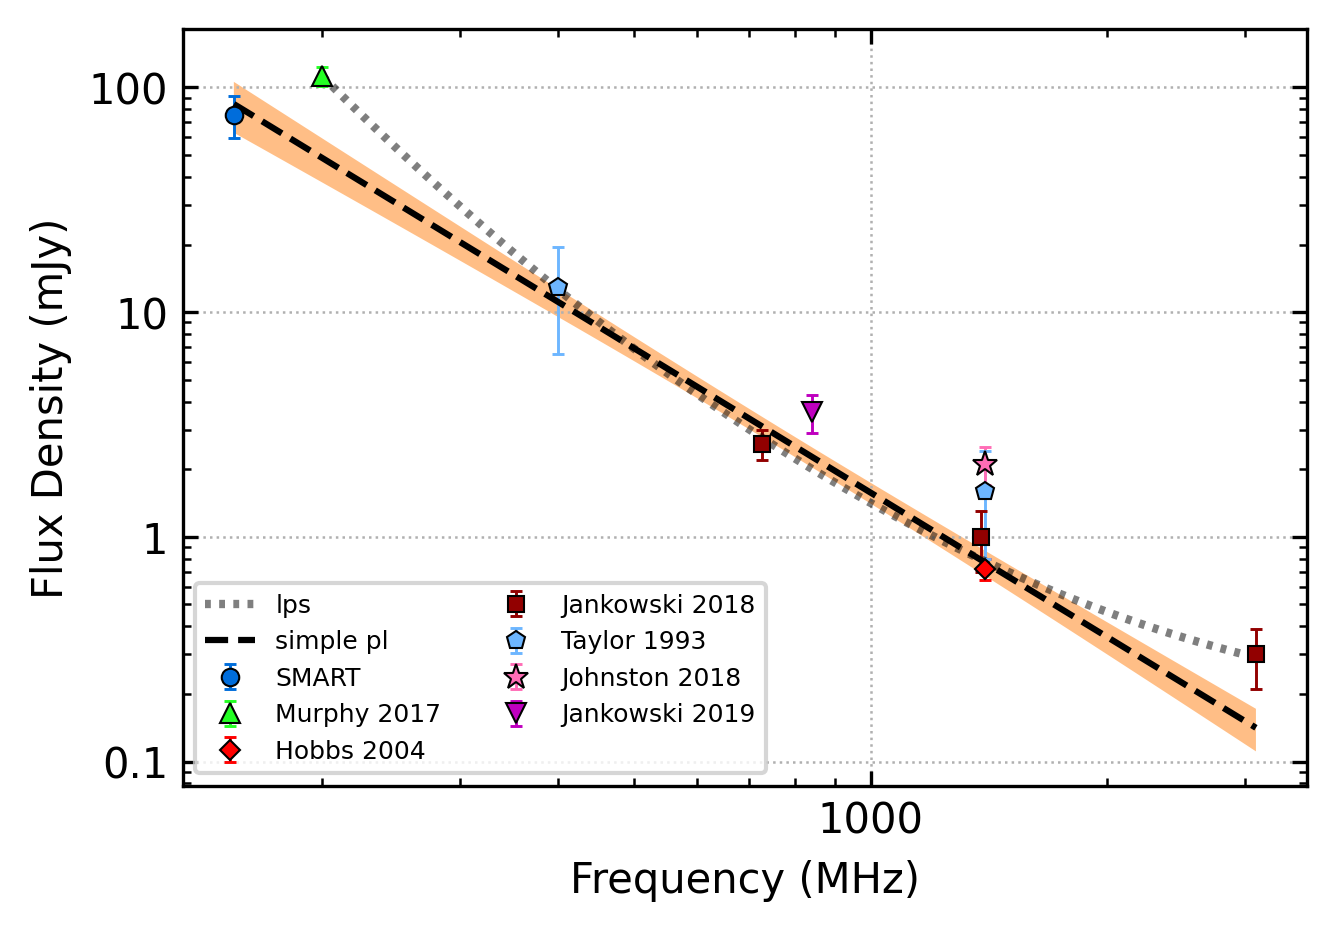 100
10
1
0.1
Flux Density (mJy)
lps
simple pl
SMART
Murphy 2017
Hobbs 2004
Jankowski 2018
Taylor 1993
Johnston 2018
Jankowski 2019
1000
Frequency (MHz)